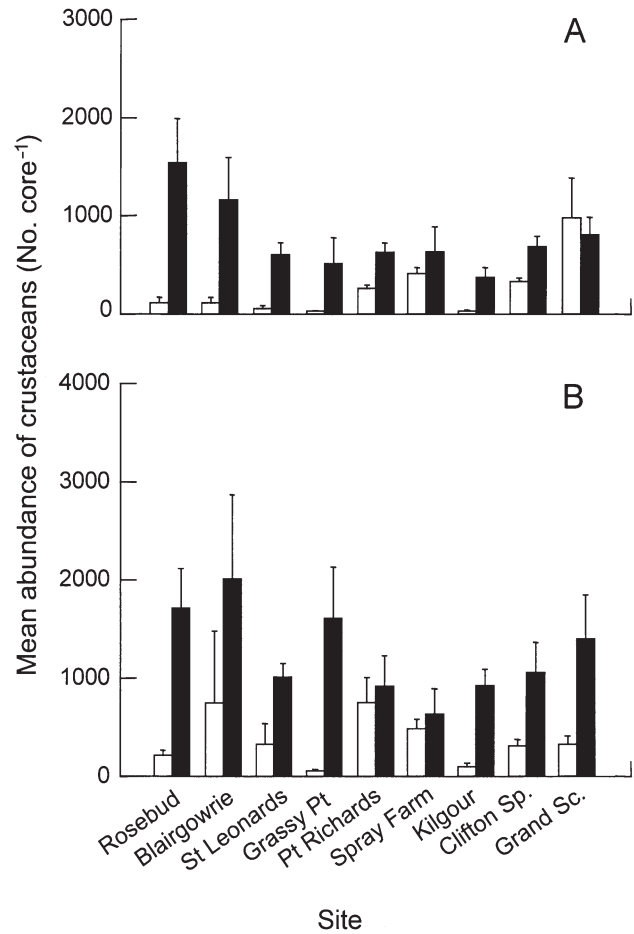 3000
A
2000
1000
0
4000
B
3000
2000
1000
0
Mean abundance of crustaceans (No. core⁻¹)
Rosebud
Blairgowrie
St Leonards
Grassy Pt
Pt Richards
Spray Farm
Kilgour
Clifton Sp.
Grand Sc.
Site